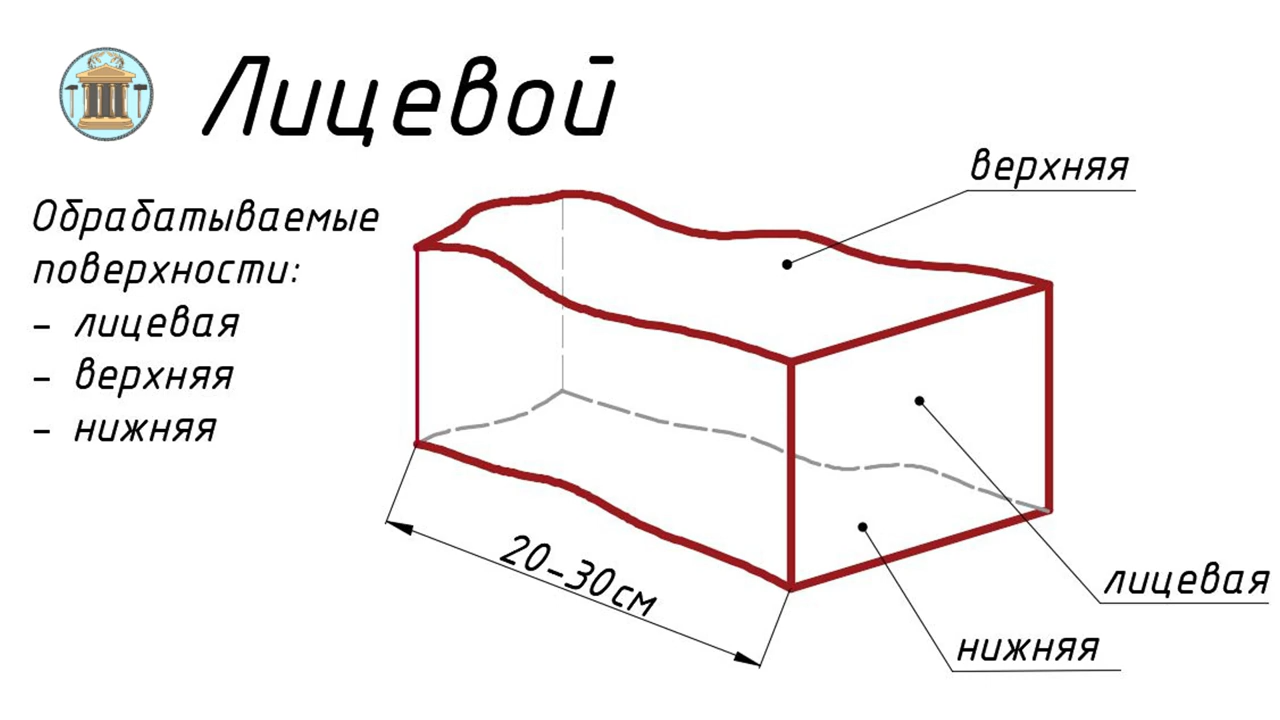 Лицевой
Обрабатываемые
поверхности:
- лицевая
- верхняя
- нижняя
верхняя
20-30см
лицевая
нижняя